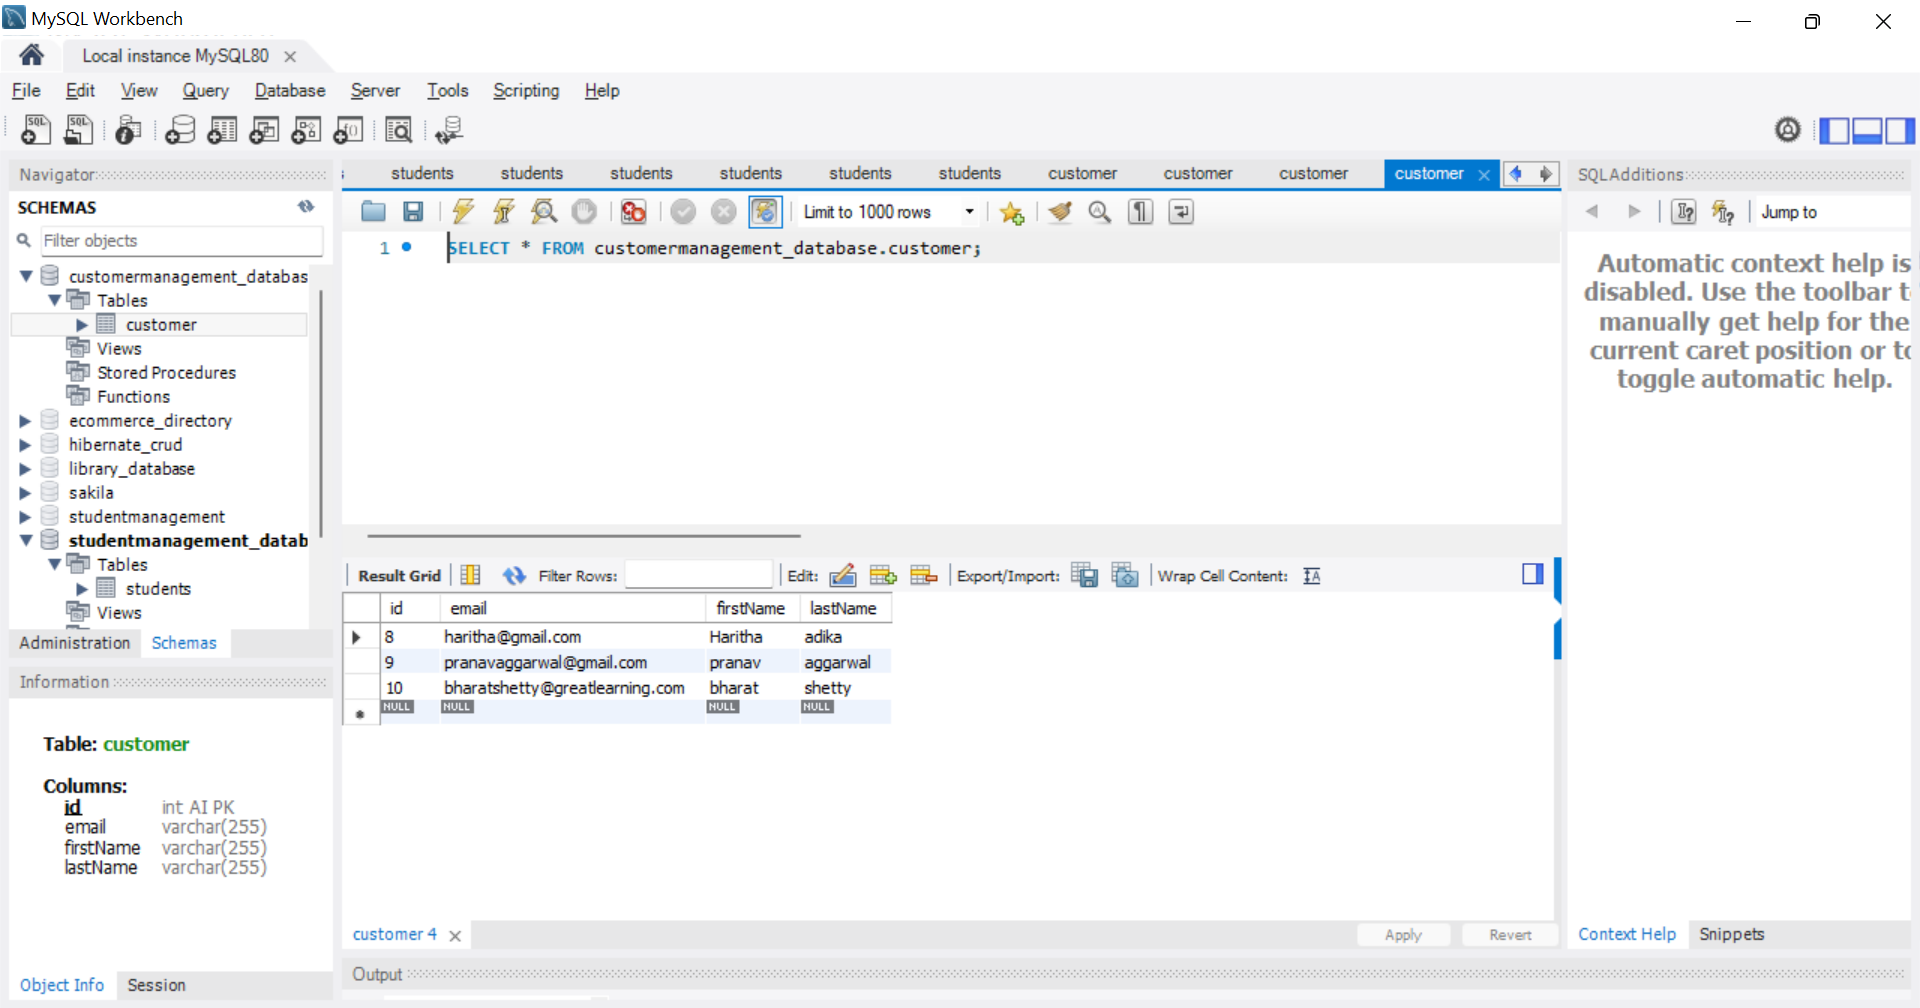 MySQL Workbench
Local instance MySQL80
File Edit View Query Database Server Tools Scripting Help
Navigator
SCHEMAS
Filter objects
customermanagement_databas
Tables
customer
Views
Stored Procedures
Functions
ecommerce_directory
hibernate_crud
library_database
sakila
studentmanagement
studentmanagement_datab
Tables
students
Views
Administration Schemas
Information
Table: customer
Columns:
id int AI PK
email varchar(255)
firstName varchar(255)
lastName varchar(255)
Object Info Session
students students students students students students customer customer customer customer
Limit to 1000 rows
1 SELECT * FROM customermanagement_database.customer;
Result Grid Filter Rows: Edit: Export/Import: Wrap Cell Content:
id email firstName lastName
8 haritha@gmail.com Haritha adika
9 pranavaggarwal@gmail.com pranav aggarwal
10 bharatshetty@greatlearning.com bharat shetty
NULL NULL NULL NULL
customer 4
Apply Revert
Output
SQLAdditions
Jump to
Automatic context help is
disabled. Use the toolbar t
manually get help for the
current caret position or to
toggle automatic help.
Context Help Snippets